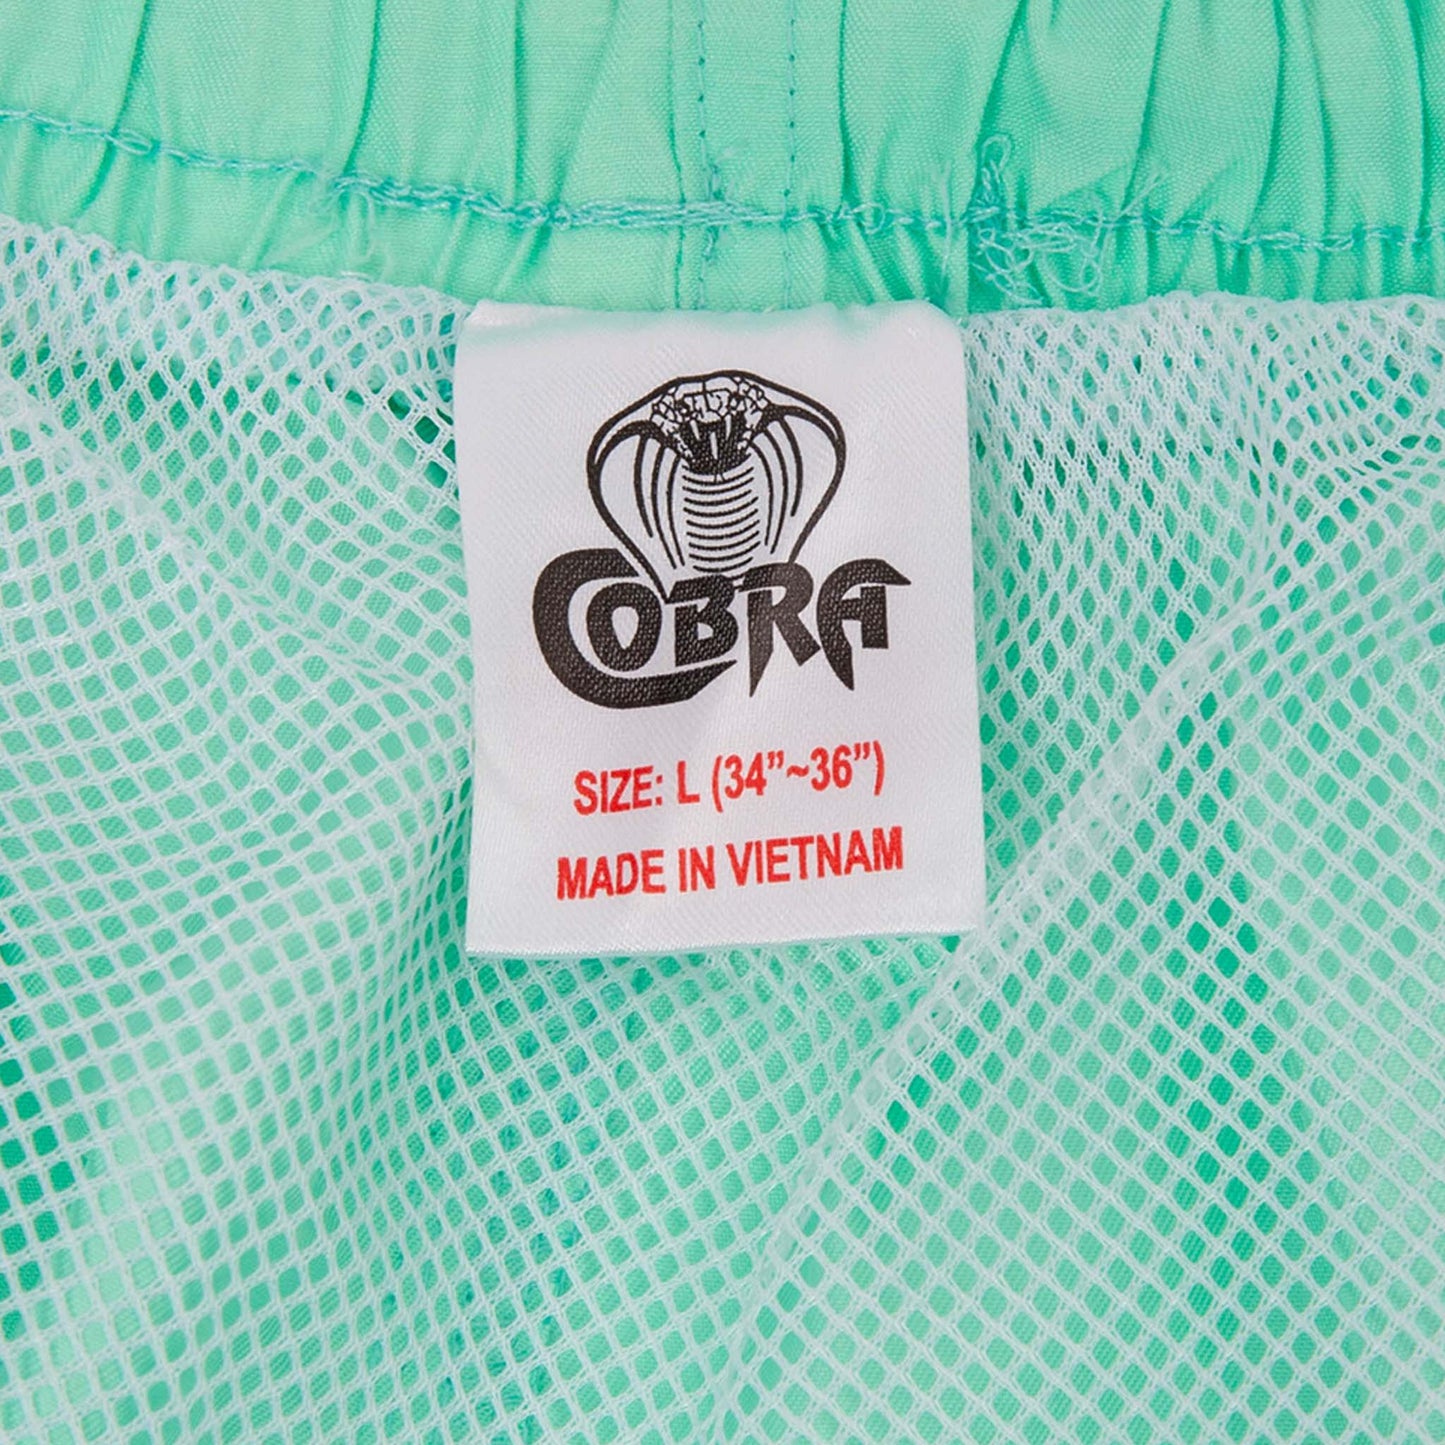 COBRA
SIZE: L (34”~36”)
MADE IN VIETNAM